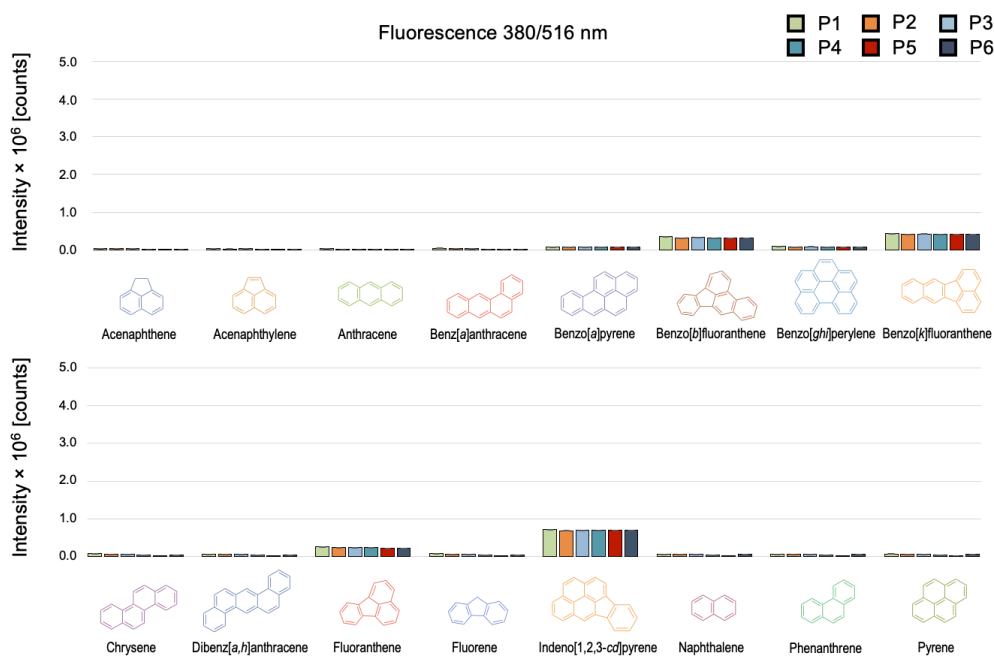 Fluorescence 380/516 nm
P1 P2 P3
P4 P5 P6
Intensity × 10⁶ [counts]
5.0
4.0
3.0
2.0
1.0
0.0
Acenaphthene Acenaphthylene Anthracene Benz[a]anthracene Benzo[a]pyrene Benzo[b]fluoranthene Benzo[ghi]perylene Benzo[k]fluoranthene
Intensity × 10⁶ [counts]
5.0
4.0
3.0
2.0
1.0
0.0
Chrysene Dibenz[a,h]anthracene Fluoranthene Fluorene Indeno[1,2,3-cd]pyrene Naphthalene Phenanthrene Pyrene